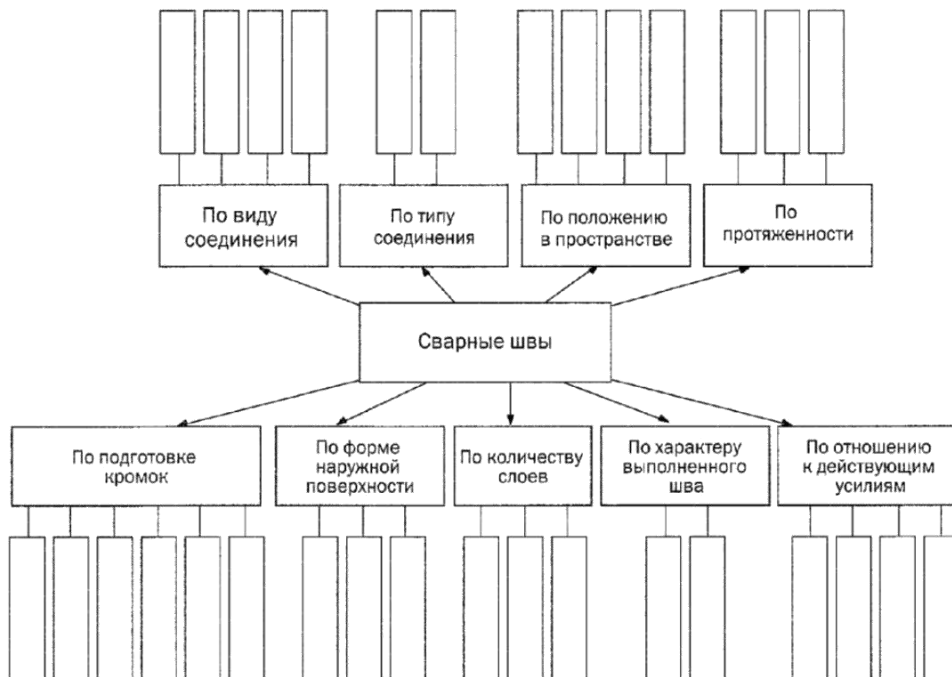 По виду
соединения
По типу
соединения
По положению
в пространстве
По
протяженности
Сварные швы
По подготовке
кромок
По форме
наружной
поверхности
По количеству
слоев
По характеру
выполненного
шва
По отношению
к действующим
усилиям